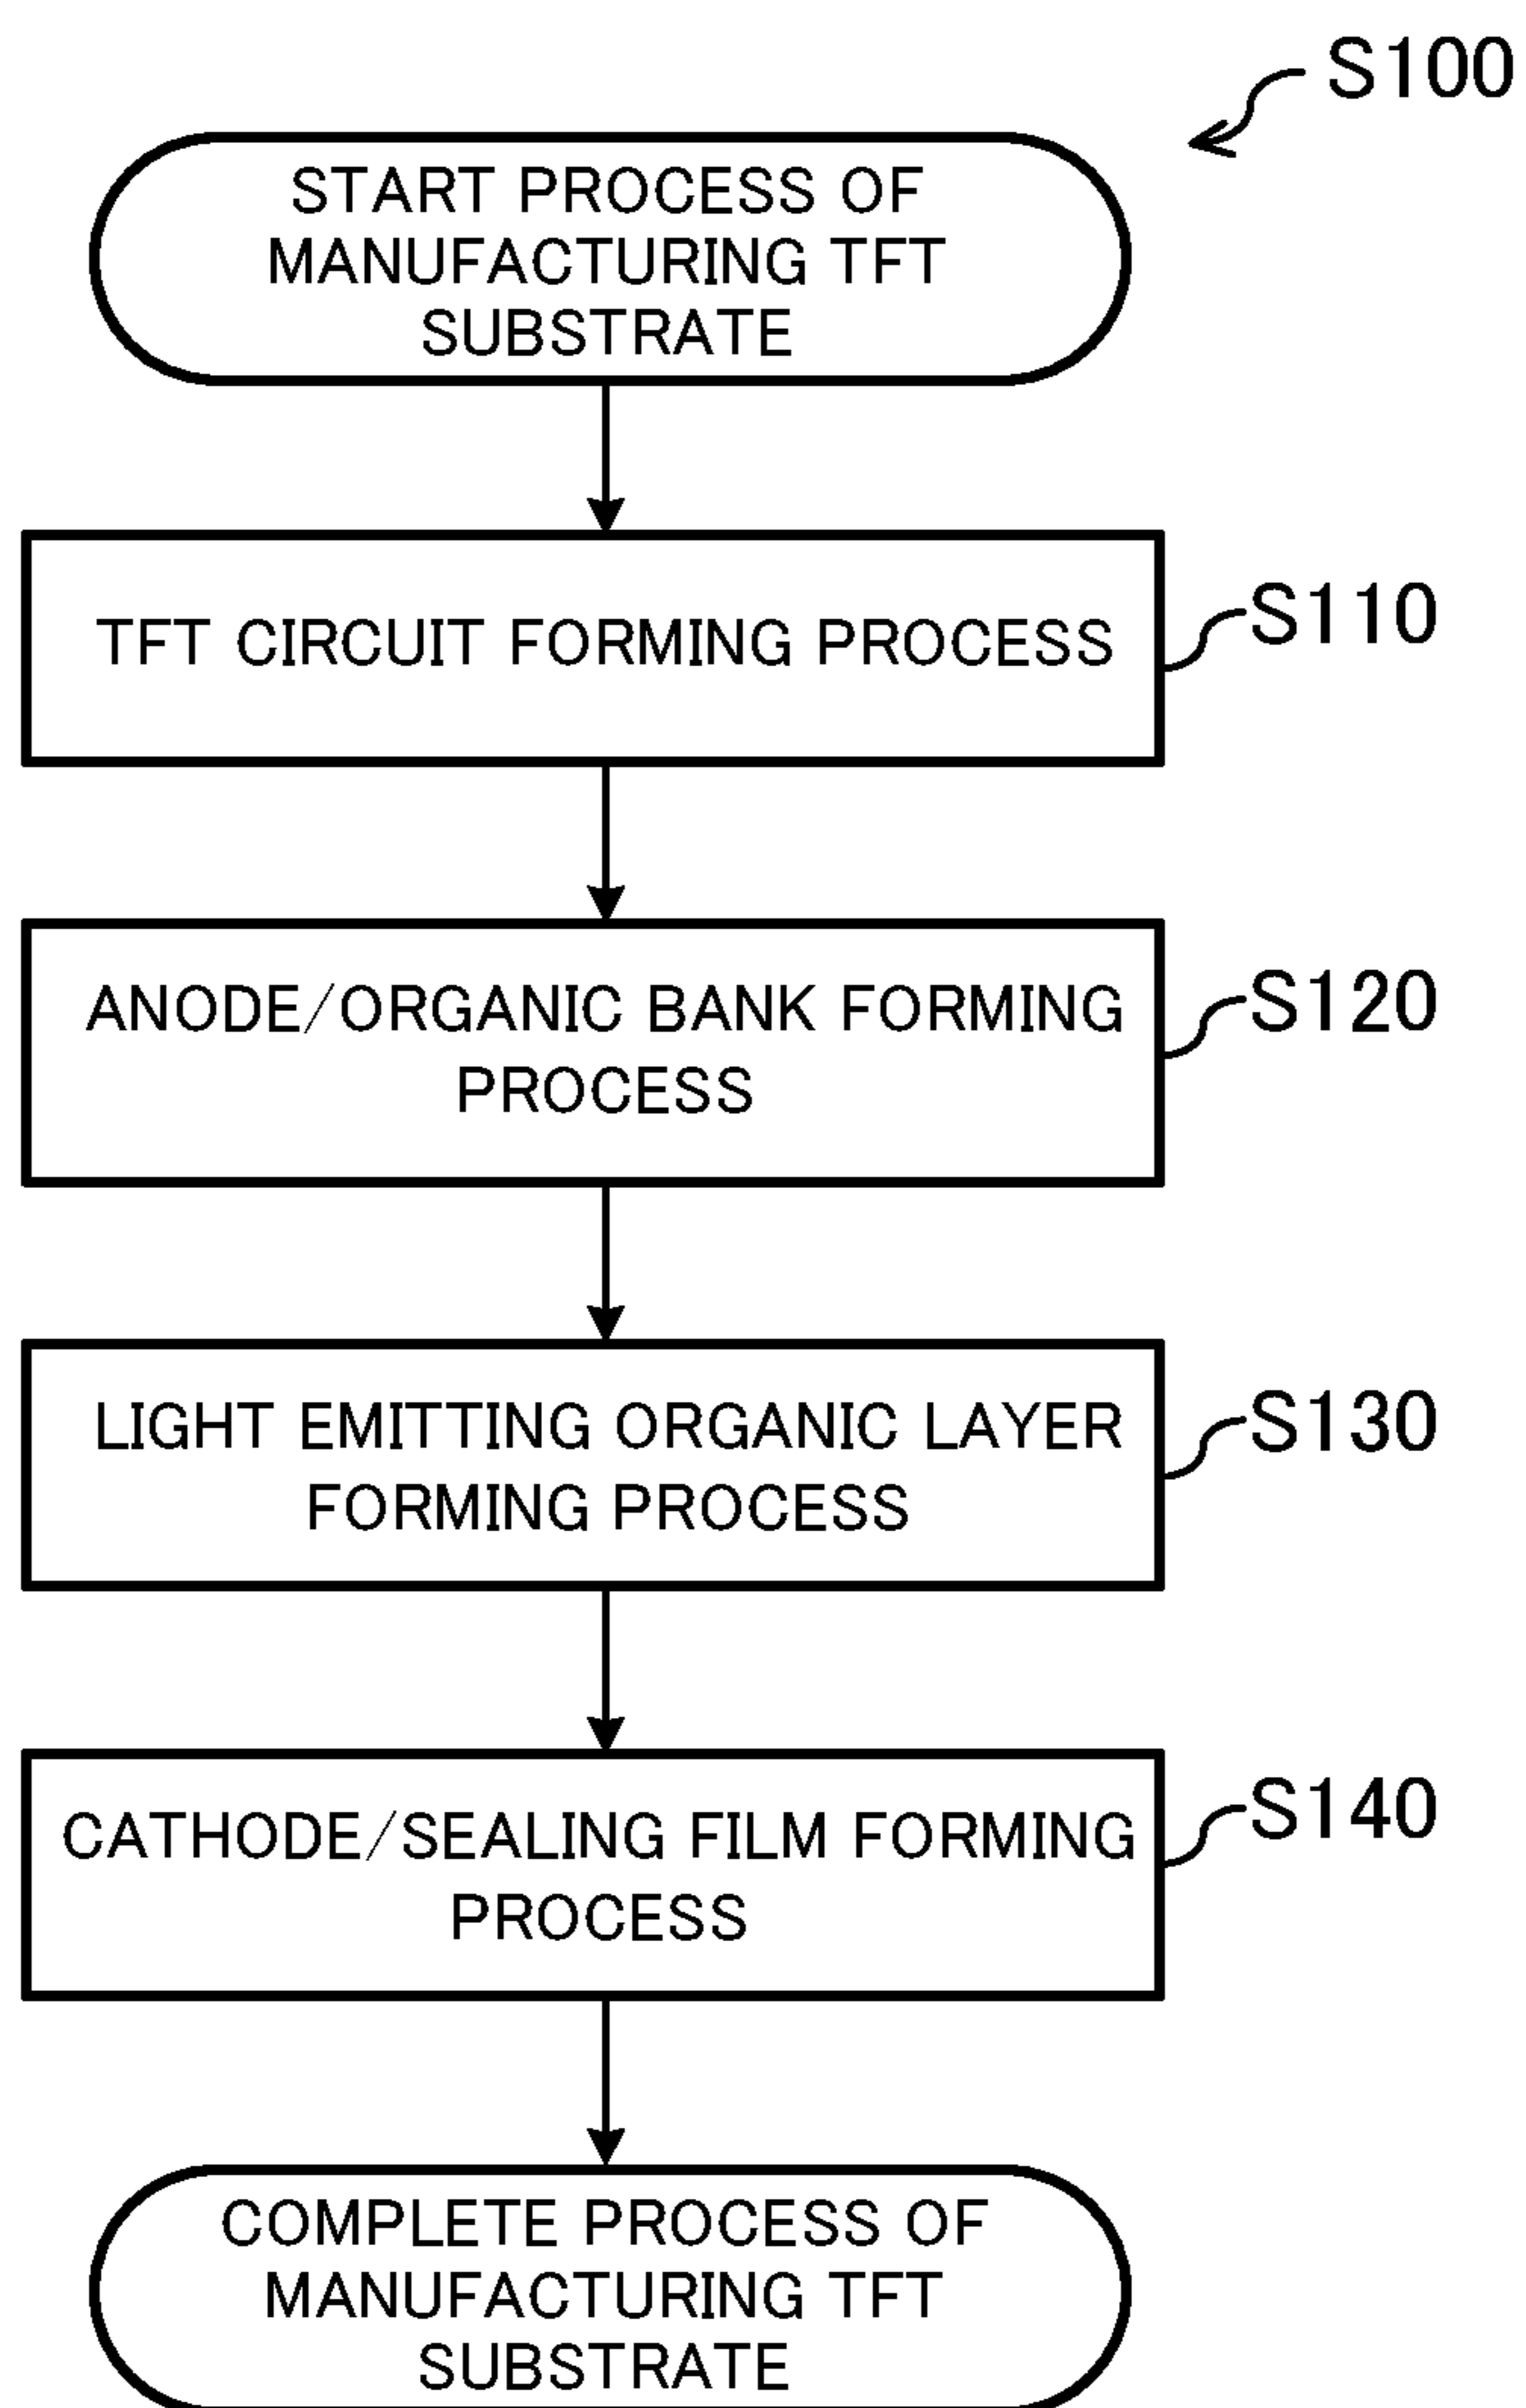 S100
START PROCESS OF
MANUFACTURING TFT
SUBSTRATE
TFT CIRCUIT FORMING PROCESS
S110
ANODE/ORGANIC BANK FORMING
PROCESS
S120
LIGHT EMITTING ORGANIC LAYER
FORMING PROCESS
S130
CATHODE/SEALING FILM FORMING
PROCESS
S140
COMPLETE PROCESS OF
MANUFACTURING TFT
SUBSTRATE